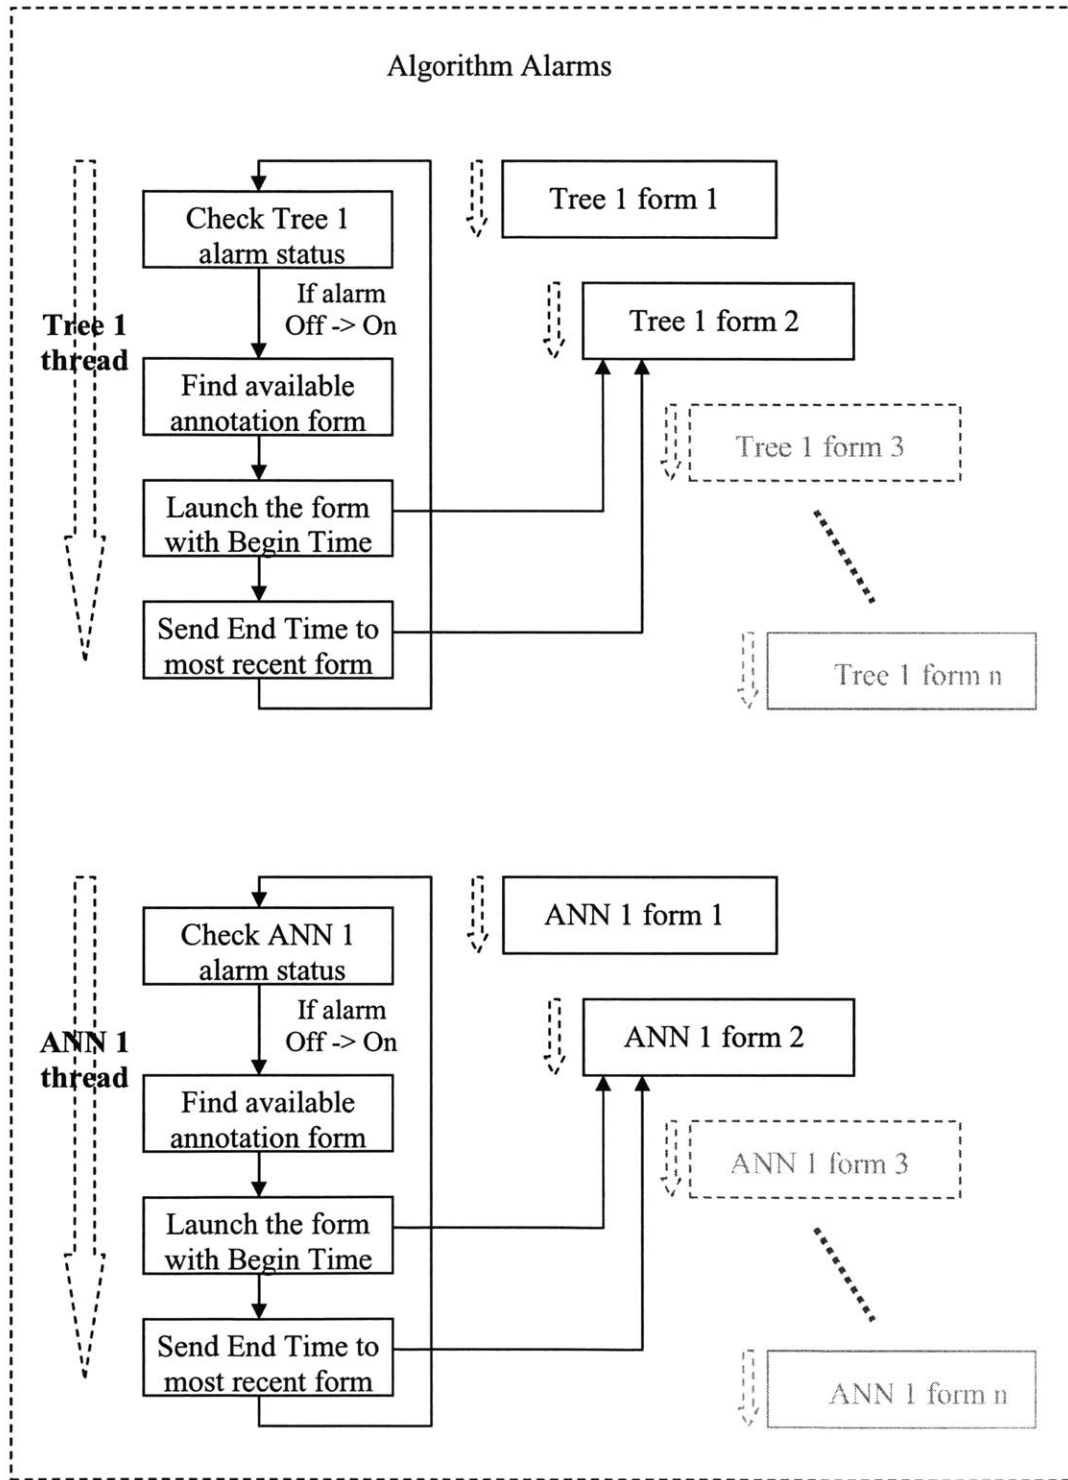 Algorithm Alarms
Tree 1
thread
Check Tree 1
alarm status
If alarm
Off -> On
Find available
annotation form
Launch the form
with Begin Time
Send End Time to
most recent form
Tree 1 form 1
Tree 1 form 2
Tree 1 form 3
Tree 1 form n
ANN 1
thread
Check ANN 1
alarm status
If alarm
Off -> On
Find available
annotation form
Launch the form
with Begin Time
Send End Time to
most recent form
ANN 1 form 1
ANN 1 form 2
ANN 1 form 3
ANN 1 form n